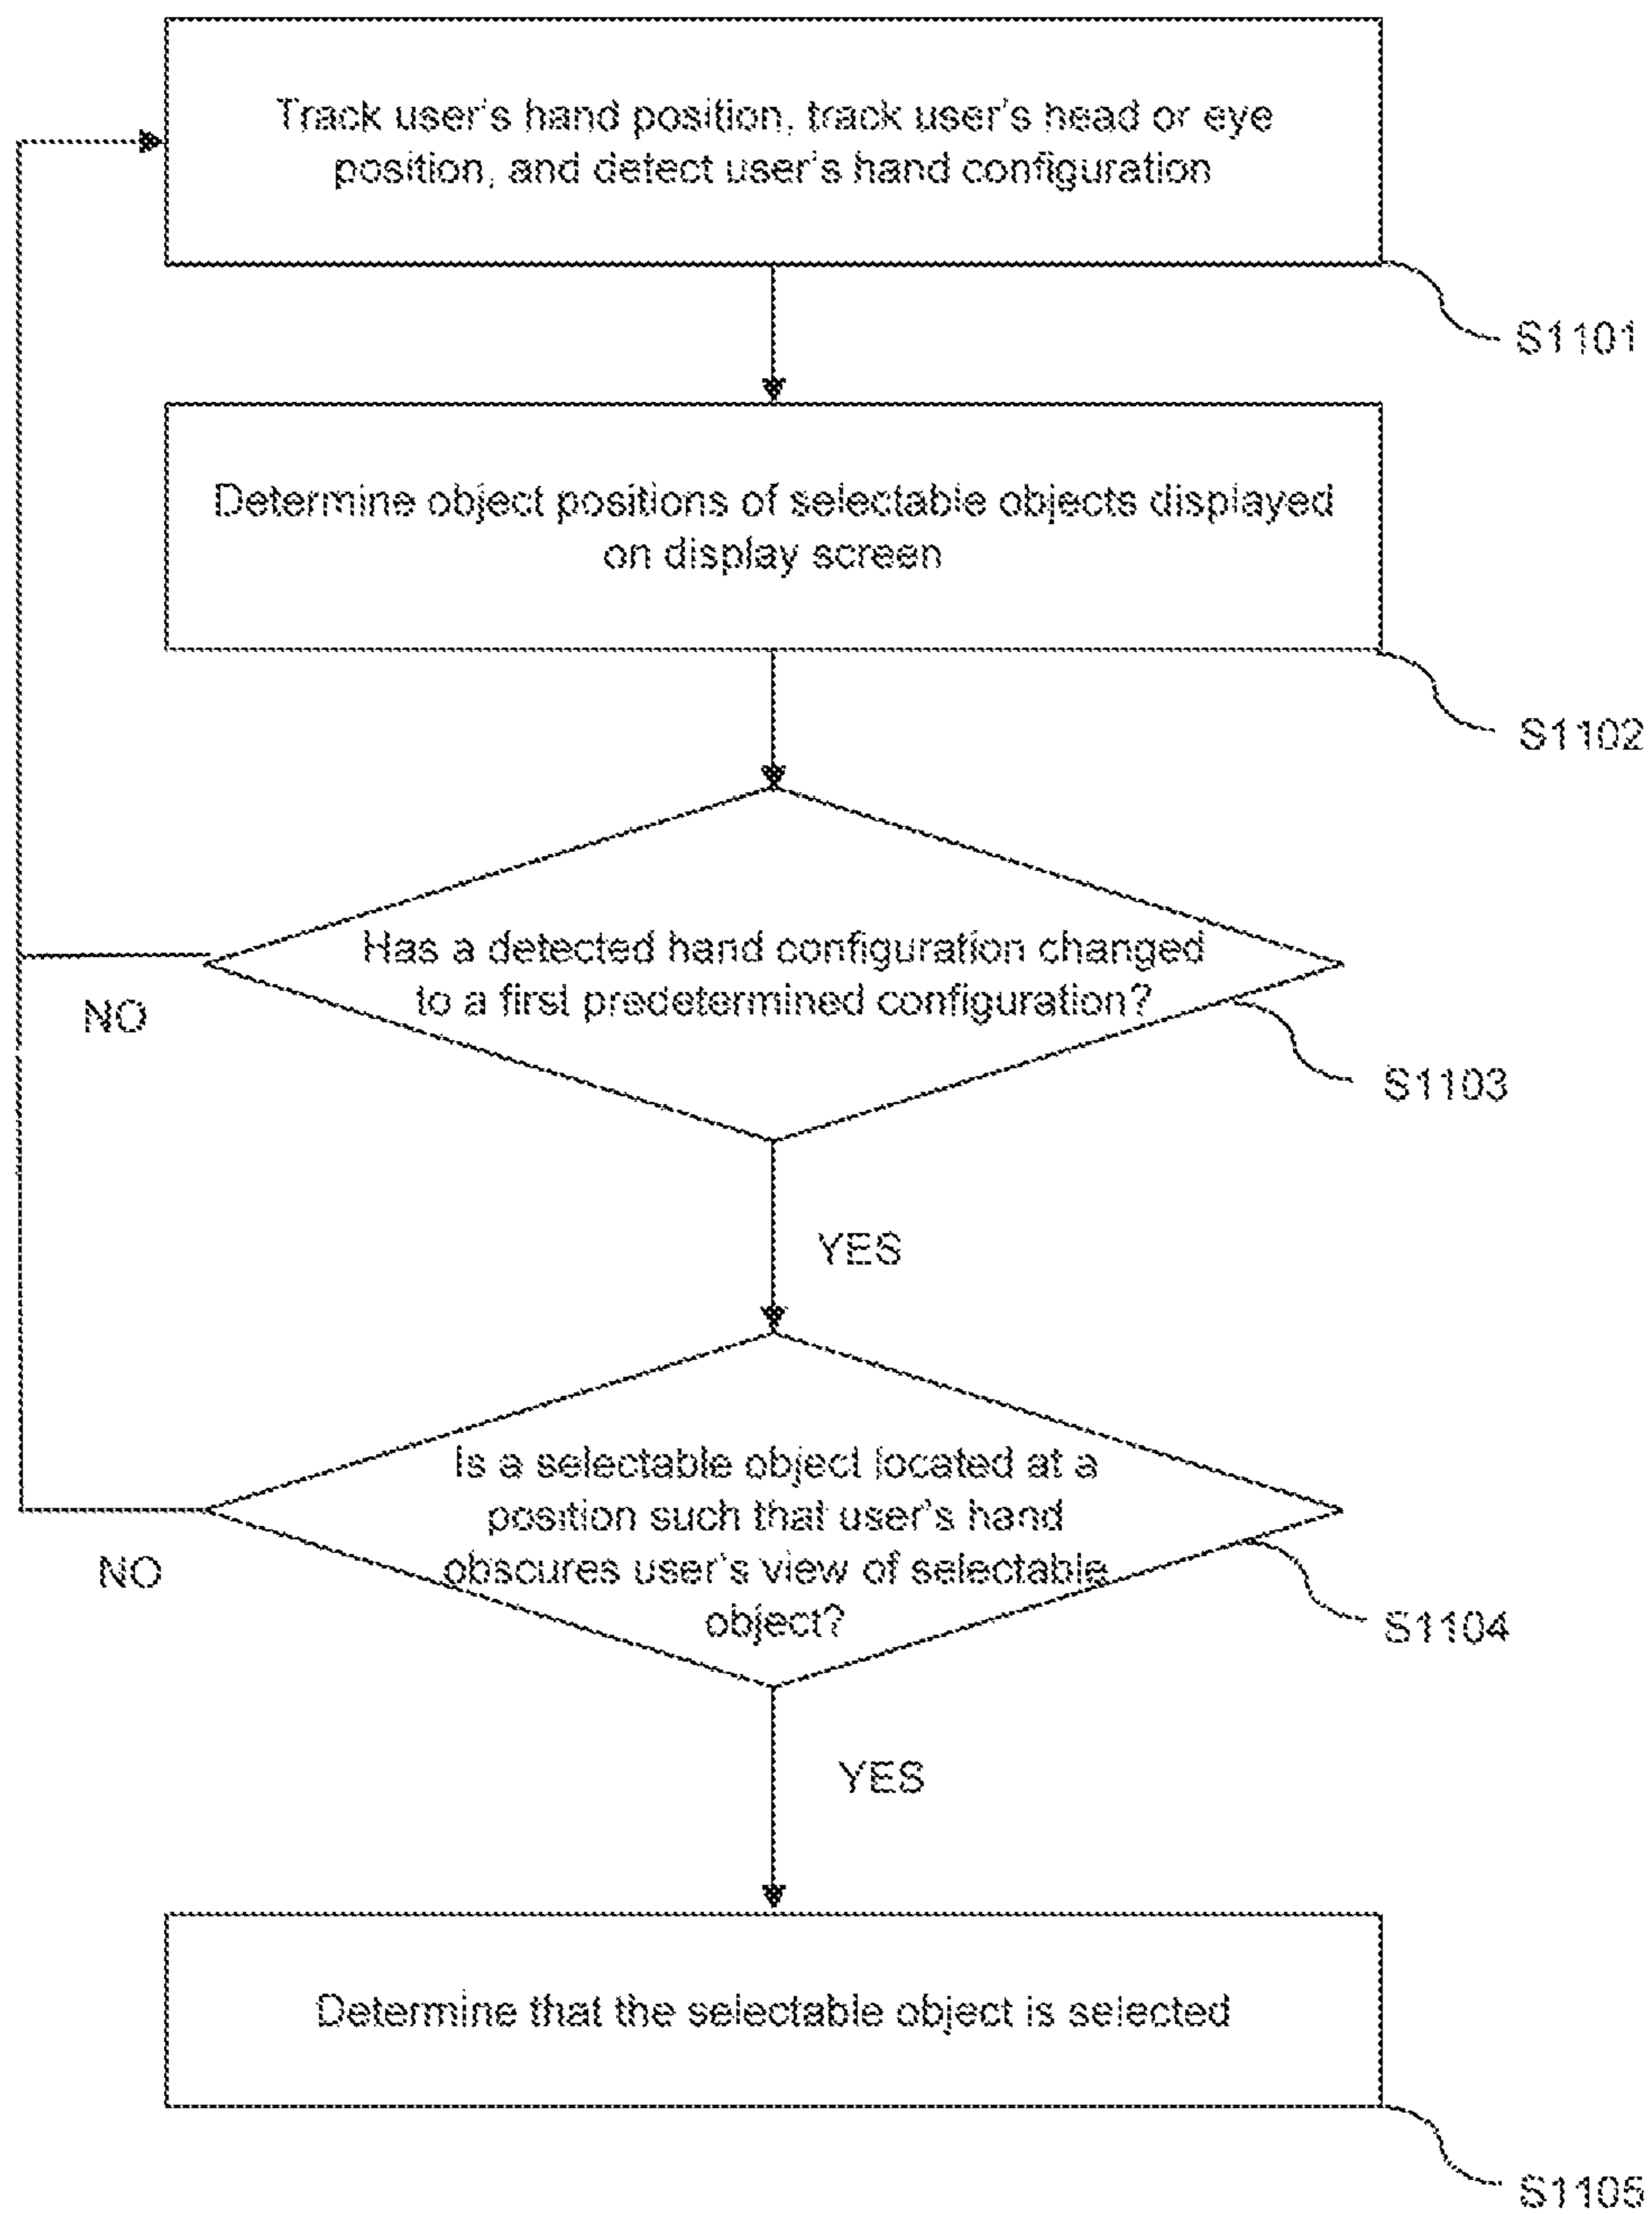 Track user's hand position, track user's head or eye
position, and detect user's hand configuration
S1101
Determine object positions of selectable objects displayed
on display screen
S1102
Has a detected hand configuration changed
to a first predetermined configuration?
NO
S1103
YES
Is a selectable object located at a
position such that user's hand
obscures user's view of selectable
object?
NO
S1104
YES
Determine that the selectable object is selected
S1105